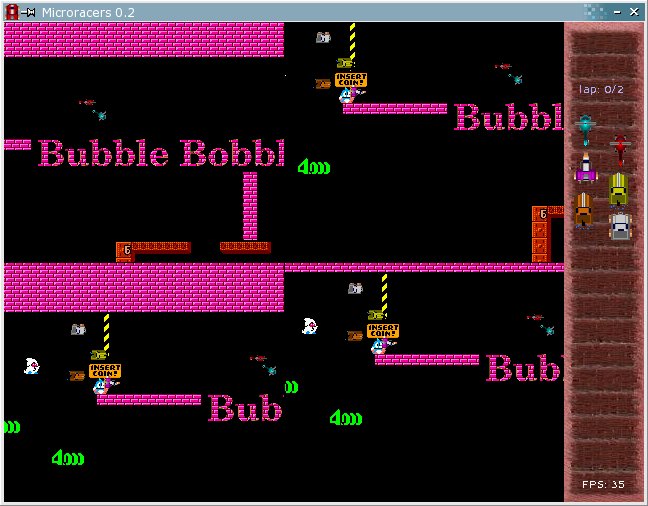 Microracers 0.2
INSERT
COIN!
Bubbl
lap: 0/2
Bubble Bobbl
4000
6
6
INSERT
COIN!
INSERT
COIN!
Bub
Bub
4000
4000
FPS: 35